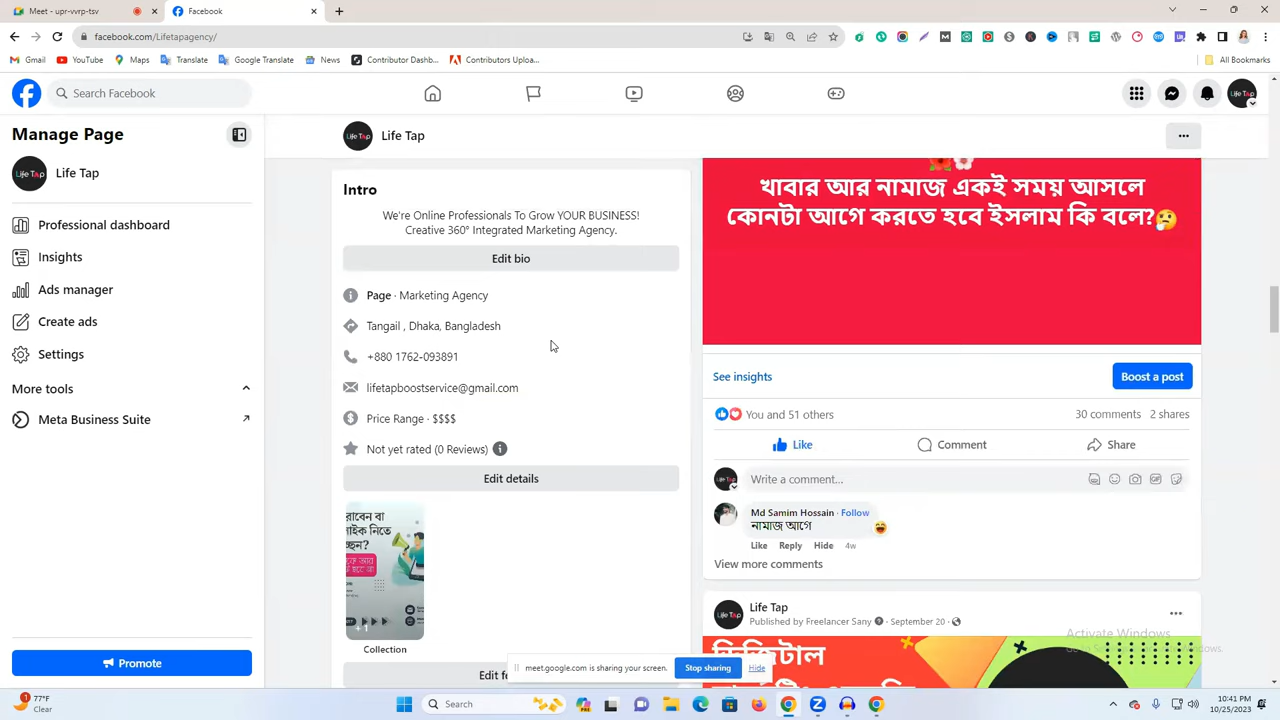 Meet - upr-wvrp-tsv
Facebook
facebook.com/Lifetapagency/
Gmail
YouTube
Maps
Translate
Google Translate
News
Contributor Dashb...
Contributors Uploa...
All Bookmarks
Search Facebook
Manage Page
Life Tap
Professional dashboard
Insights
Ads manager
Create ads
Settings
More tools
Meta Business Suite
Promote
Life Tap
Intro
We're Online Professionals To Grow YOUR BUSINESS!
Creative 360° Integrated Marketing Agency.
Edit bio
Page · Marketing Agency
Tangail , Dhaka, Bangladesh
+880 1762-093891
lifetapboostservice@gmail.com
Price Range · $$$$
Not yet rated (0 Reviews)
Edit details
Collection
খাবার আর নামাজ একই সময় আসলে
কোনটা আগে করতে হবে ইসলাম কি বলে?🤔
See insights
Boost a post
You and 51 others
30 comments 2 shares
Like
Comment
Share
Write a comment...
Md Samim Hossain · Follow
নামাজ আগে
Like Reply Hide 4w
View more comments
Life Tap
Published by Freelancer Sany · September 20 ·
ডিজিটাল
Activate Windows
meet.google.com is sharing your screen.
Stop sharing
Hide
77°F
Clear
Search
10:41 PM
10/25/2023